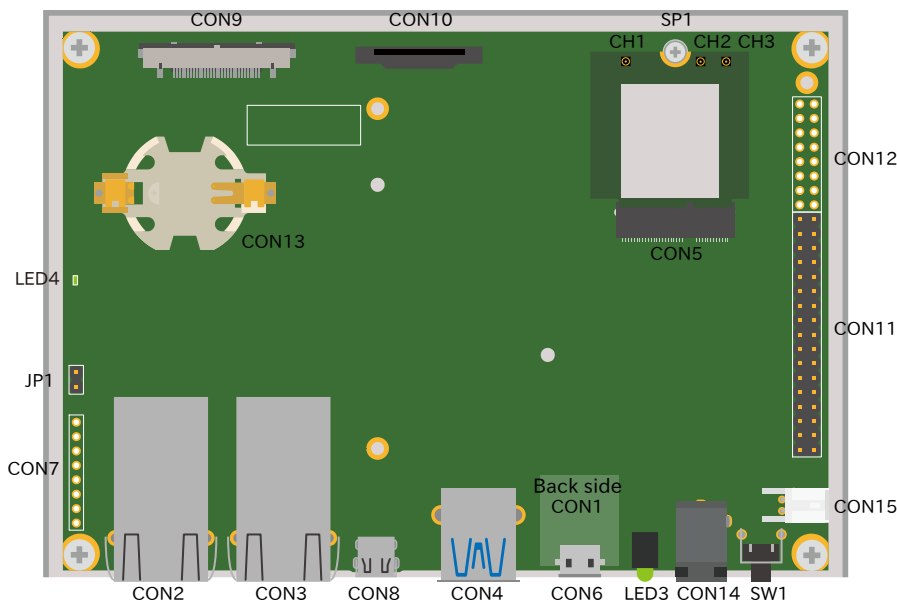 CON9
CON10
SP1
CH1
CH2
CH3
CON12
CON13
CON5
LED4
CON11
JP1
CON7
Back side
CON1
CON15
CON2
CON3
CON8
CON4
CON6
LED3
CON14
SW1